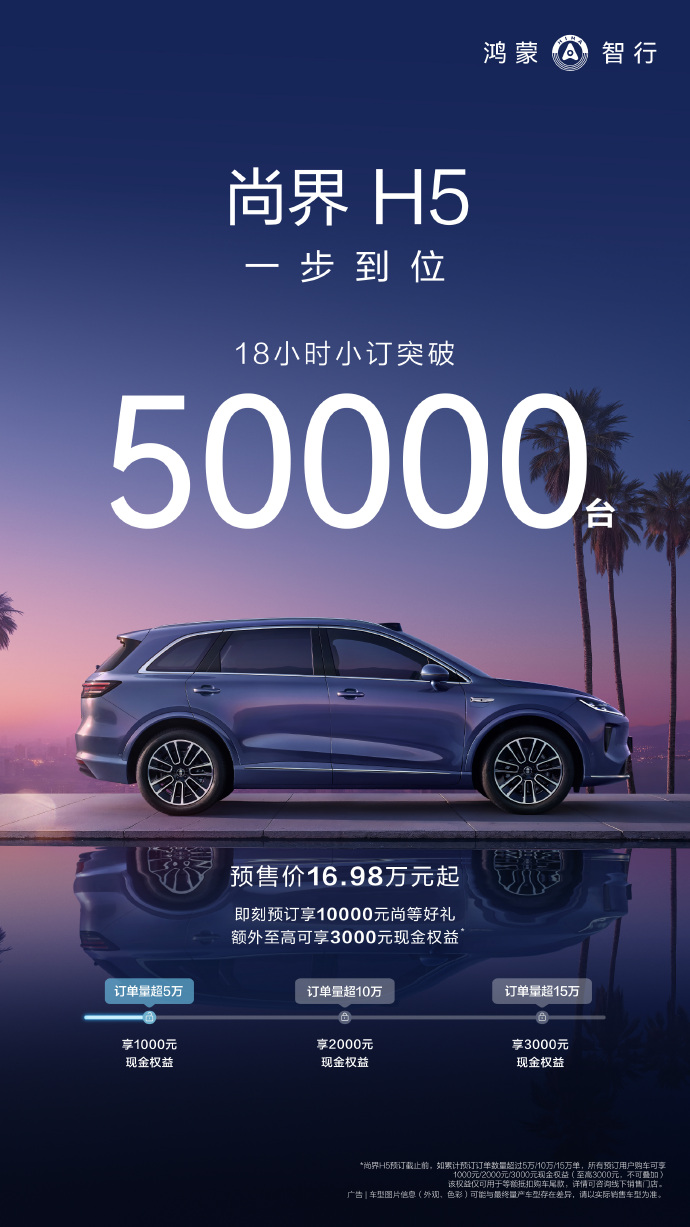 鸿蒙 HIMA 智行
尚界 H5
一步到位
18小时小订突破
50000台
预售价16.98万元起
即刻预订享10000元尚等好礼
额外至高可享3000元现金权益*
订单量超5万 订单量超10万 订单量超15万
享1000元 享2000元 享3000元
现金权益 现金权益 现金权益
*尚界H5预订截止前，如累计预订订单数量超过5万/10万/15万单，所有预订用户购车可享
1000元/2000元/3000元现金权益（至高3000元，不可叠加）
该权益仅可用于等额抵扣购车尾款，详情可咨询线下销售门店。
广告 | 车型图片信息（外观、色彩）可能与最终量产车型存在差异，请以实际销售车型为准。